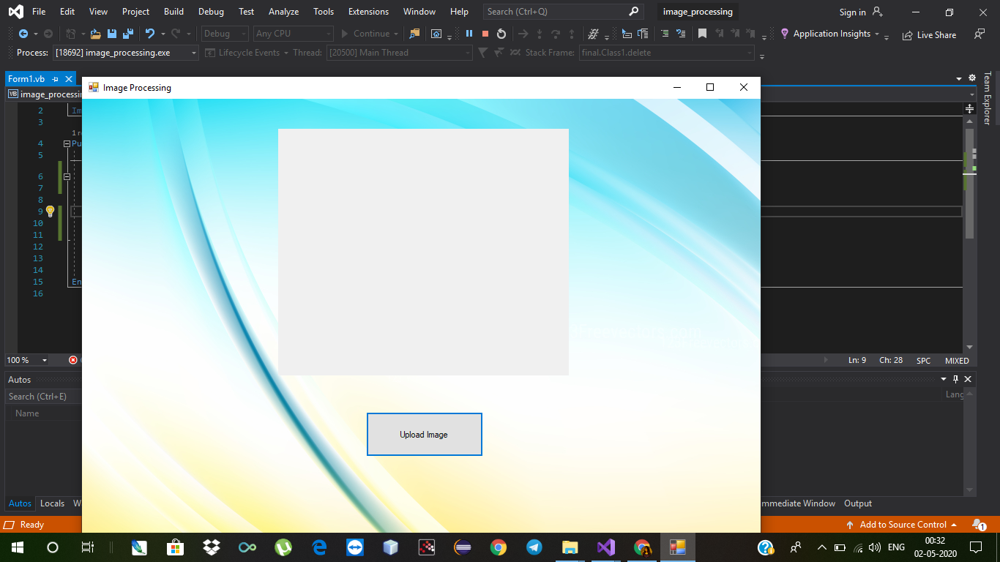 File Edit View Project Build Debug Test Analyze Tools Extensions Window Help Search (Ctrl+Q) image_processing Sign in
Debug Any CPU Continue Application Insights Live Share
Process: [18692] image_processing.exe Lifecycle Events Thread: [20500] Main Thread Stack Frame: final.Class1.delete
Form1.vb
Image Processing
VB image_processin
Team Explorer
2 Im
3
1 re
4 Pu
5
6
7
8
9
10
11
12
13
14
15 En
16
100 %
Ln: 9 Ch: 28 SPC MIXED
Autos
Search (Ctrl+E)
Lang
Name
Upload Image
Autos Locals W
mmediate Window Output
Ready
Add to Source Control
1
ENG
00:32
02-05-2020